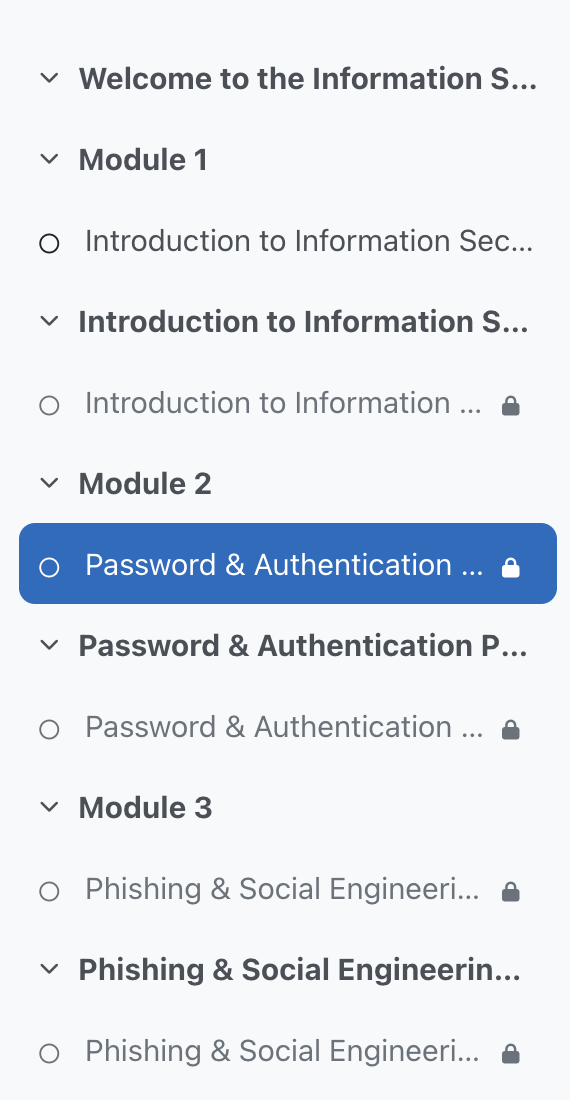 Welcome to the Information S...
Module 1
Introduction to Information Sec...
Introduction to Information S...
Introduction to Information ...
Module 2
Password & Authentication ...
Password & Authentication P...
Password & Authentication ...
Module 3
Phishing & Social Engineeri...
Phishing & Social Engineerin...
Phishing & Social Engineeri...